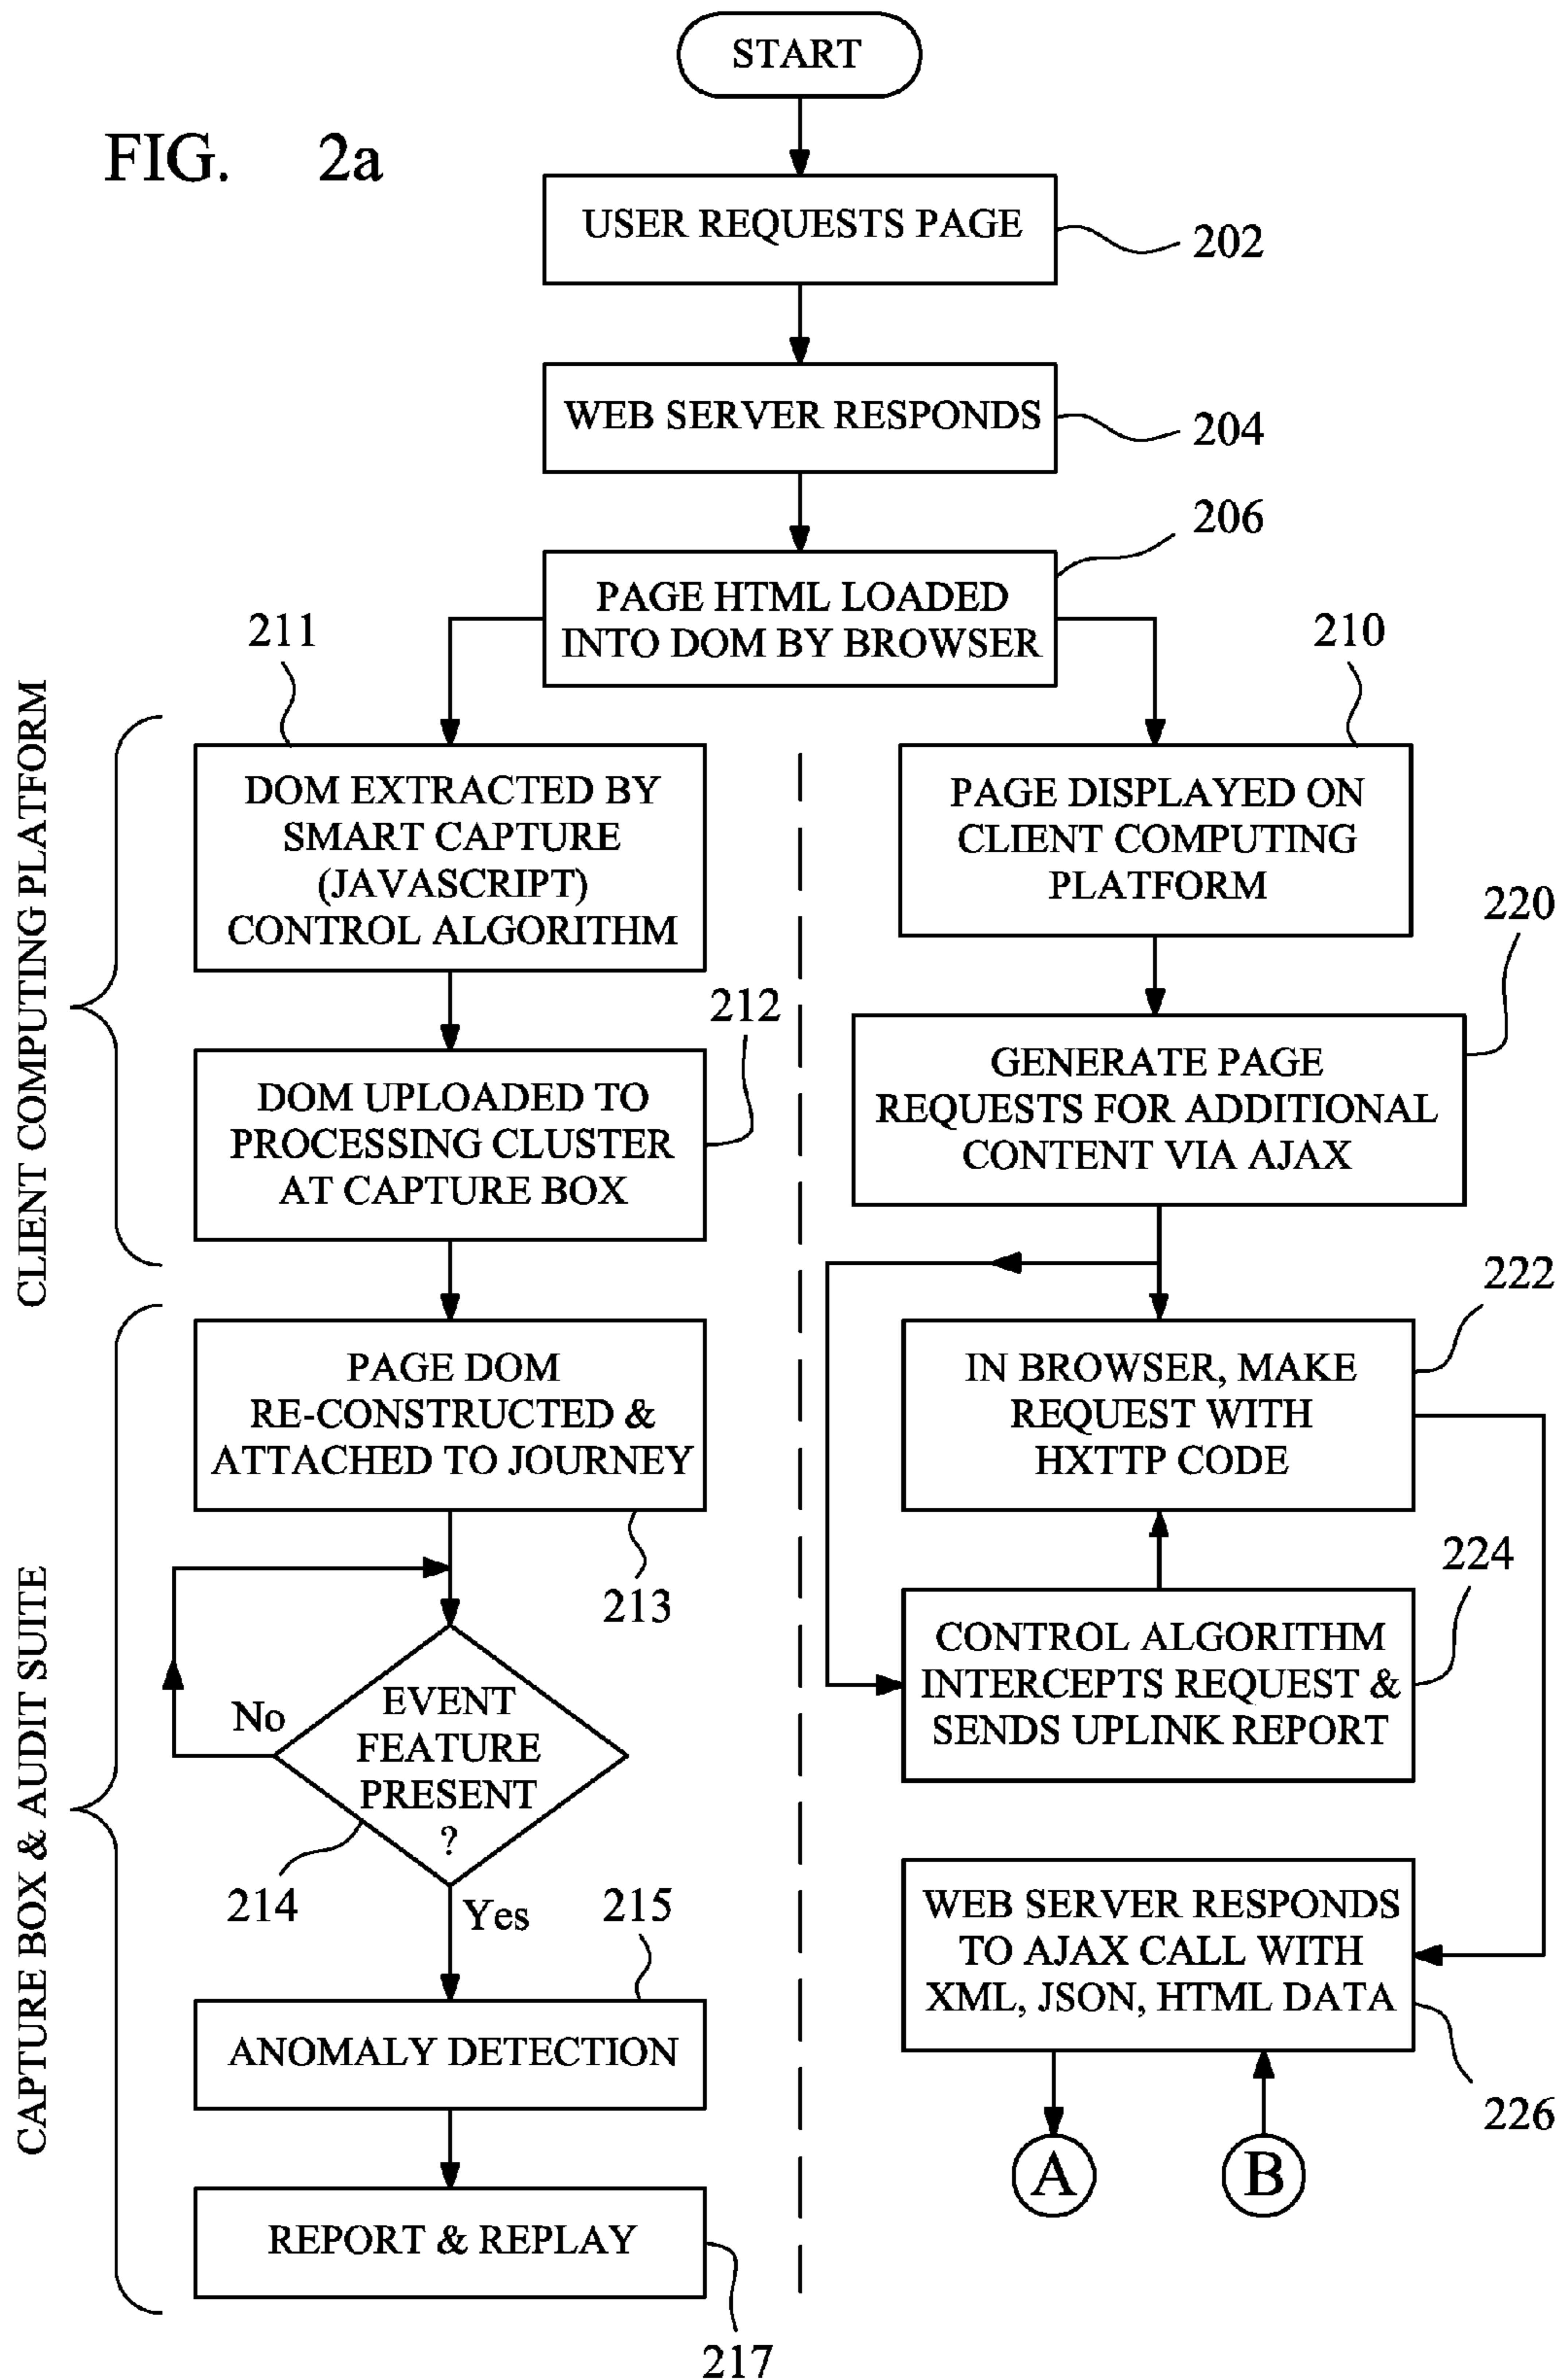 START
FIG. 2a
USER REQUESTS PAGE
202
WEB SERVER RESPONDS
204
206
PAGE HTML LOADED
INTO DOM BY BROWSER
211
210
CLIENT COMPUTING PLATFORM
DOM EXTRACTED BY
SMART CAPTURE
(JAVASCRIPT)
CONTROL ALGORITHM
PAGE DISPLAYED ON
CLIENT COMPUTING
PLATFORM
220
212
DOM UPLOADED TO
PROCESSING CLUSTER
AT CAPTURE BOX
GENERATE PAGE
REQUESTS FOR ADDITIONAL
CONTENT VIA AJAX
222
CAPTURE BOX & AUDIT SUITE
PAGE DOM
RE-CONSTRUCTED &
ATTACHED TO JOURNEY
213
IN BROWSER, MAKE
REQUEST WITH
HXTTP CODE
224
CONTROL ALGORITHM
INTERCEPTS REQUEST &
SENDS UPLINK REPORT
No
EVENT
FEATURE
PRESENT
?
214
Yes
215
WEB SERVER RESPONDS
TO AJAX CALL WITH
XML, JSON, HTML DATA
226
ANOMALY DETECTION
A
B
REPORT & REPLAY
217